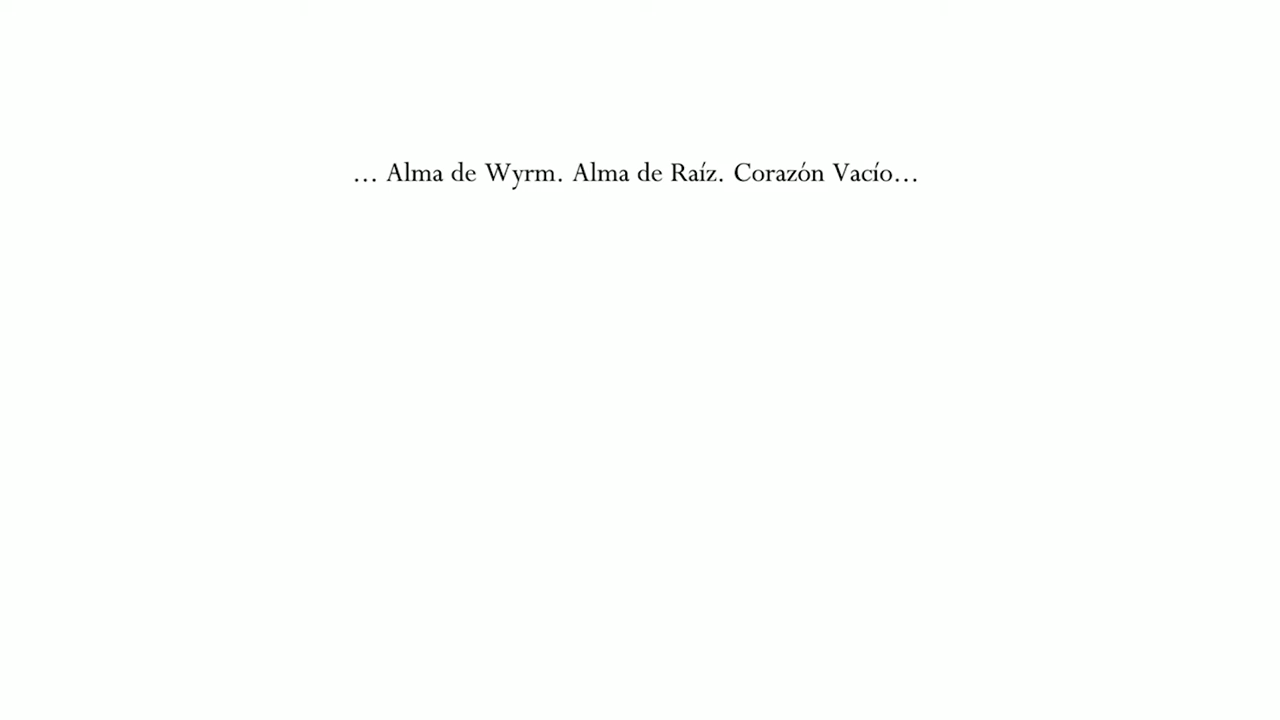 … Alma de Wyrm. Alma de Raíz. Corazón Vacío…